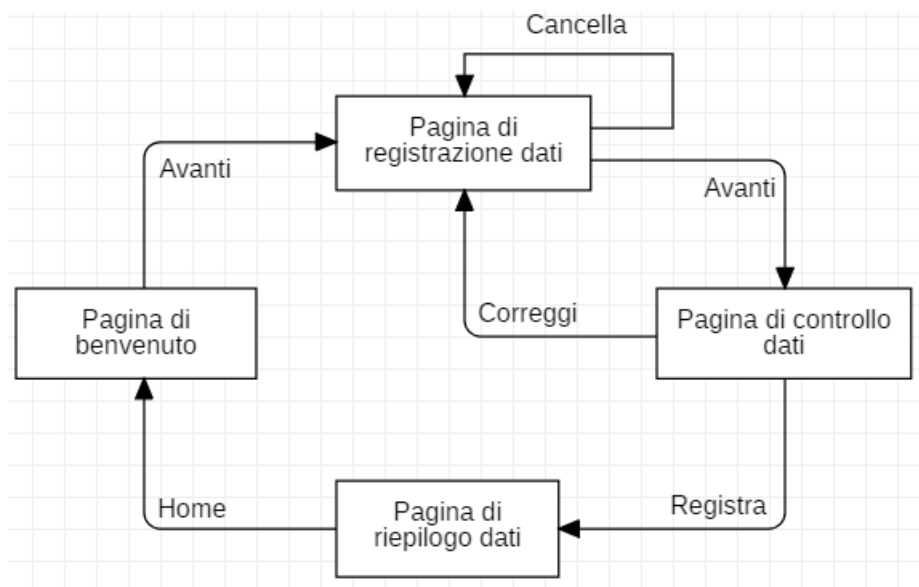 Cancella
Pagina di
registrazione dati
Avanti
Avanti
Pagina di
benvenuto
Correggi
Pagina di controllo
dati
Home
Pagina di
riepilogo dati
Registra